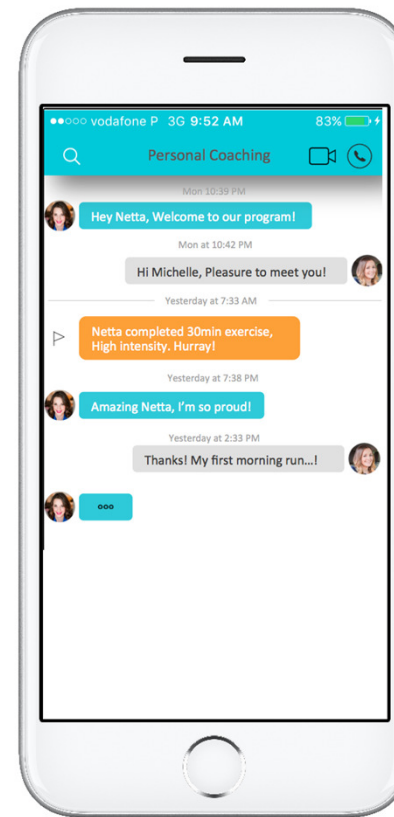 vodafone P 3G 9:52 AM 83%
Personal Coaching
Mon 10:39 PM
Hey Netta, Welcome to our program!
Mon at 10:42 PM
Hi Michelle, Pleasure to meet you!
Yesterday at 7:33 AM
Netta completed 30min exercise,
High intensity. Hurray!
Yesterday at 7:38 PM
Amazing Netta, I'm so proud!
Yesterday at 2:33 PM
Thanks! My first morning run...!